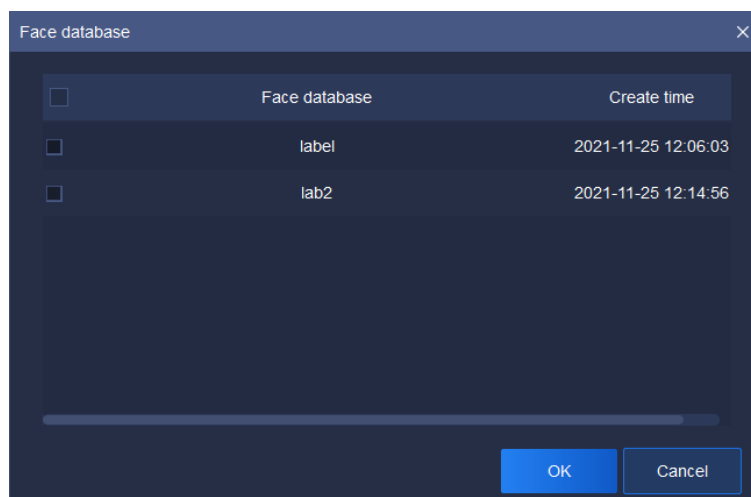 Face database
Face database Create time
label 2021-11-25 12:06:03
lab2 2021-11-25 12:14:56
OK Cancel